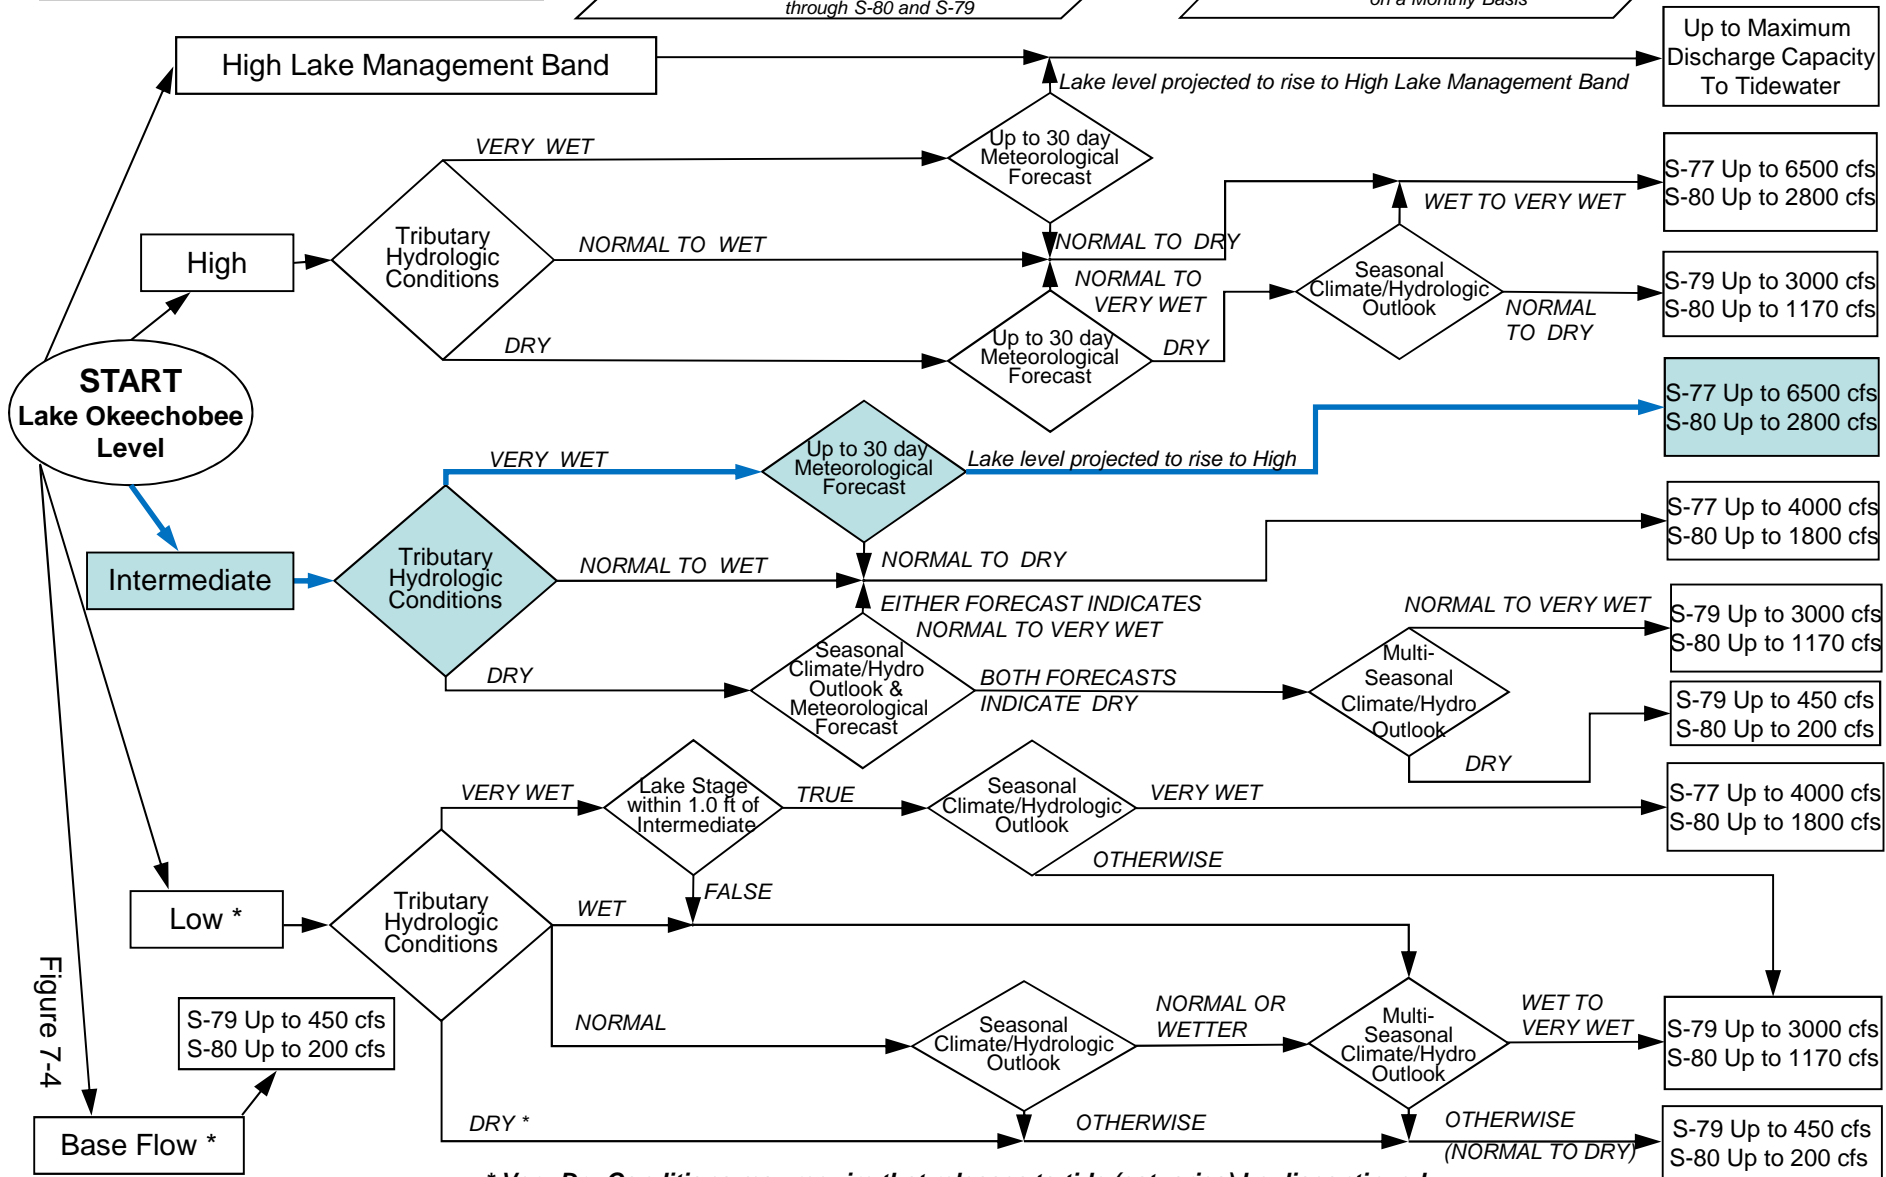 through S-80 and S-79
on a Monthly Basis
High Lake Management Band
Lake level projected to rise to High Lake Management Band
Up to Maximum
Discharge Capacity
To Tidewater
VERY WET
Up to 30 day
Meteorological
Forecast
S-77 Up to 6500 cfs
S-80 Up to 2800 cfs
WET TO VERY WET
High
Tributary
Hydrologic
Conditions
NORMAL TO WET
NORMAL TO DRY
NORMAL TO
VERY WET
Seasonal
Climate/Hydrologic
Outlook
NORMAL
TO DRY
S-79 Up to 3000 cfs
S-80 Up to 1170 cfs
DRY
Up to 30 day
Meteorological
Forecast
DRY
START
Lake Okeechobee
Level
VERY WET
Up to 30 day
Meteorological
Forecast
Lake level projected to rise to High
S-77 Up to 6500 cfs
S-80 Up to 2800 cfs
Intermediate
Tributary
Hydrologic
Conditions
NORMAL TO WET
NORMAL TO DRY
S-77 Up to 4000 cfs
S-80 Up to 1800 cfs
EITHER FORECAST INDICATES
NORMAL TO VERY WET
DRY
Seasonal
Climate/Hydro
Outlook &
Meteorological
Forecast
BOTH FORECASTS
INDICATE DRY
Multi-
Seasonal
Climate/Hydro
Outlook
NORMAL TO VERY WET
S-79 Up to 3000 cfs
S-80 Up to 1170 cfs
DRY
S-79 Up to 450 cfs
S-80 Up to 200 cfs
VERY WET
Lake Stage
within 1.0 ft of
Intermediate
TRUE
Seasonal
Climate/Hydrologic
Outlook
VERY WET
S-77 Up to 4000 cfs
S-80 Up to 1800 cfs
OTHERWISE
FALSE
Low *
Tributary
Hydrologic
Conditions
WET
NORMAL
Seasonal
Climate/Hydrologic
Outlook
NORMAL OR
WETTER
Multi-
Seasonal
Climate/Hydro
Outlook
WET TO
VERY WET
S-79 Up to 3000 cfs
S-80 Up to 1170 cfs
DRY *
OTHERWISE
OTHERWISE
(NORMAL TO DRY)
S-79 Up to 450 cfs
S-80 Up to 200 cfs
Figure 7-4
S-79 Up to 450 cfs
S-80 Up to 200 cfs
Base Flow *
* Very Dry Conditions may require that releases to tide (estuaries) be discontinued